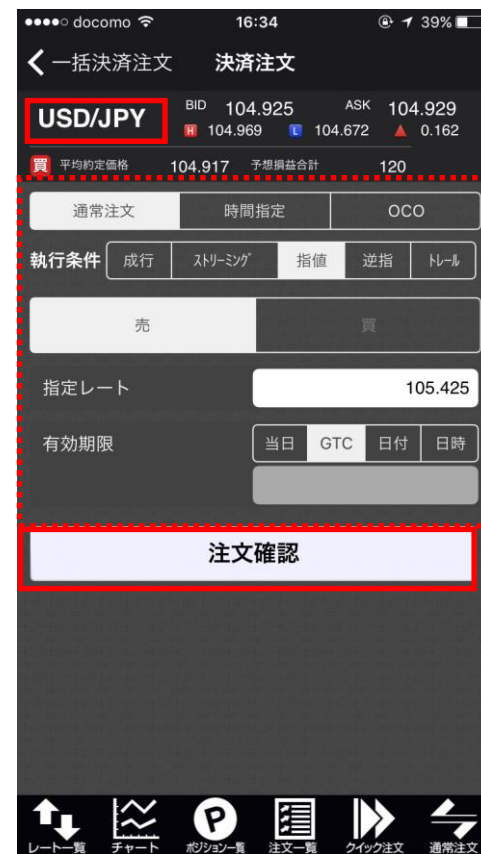 docomo 16:34 39%
一括決済注文 決済注文
USD/JPY BID 104.925 ASK 104.929
H 104.969 L 104.672 ▲ 0.162
買 平均約定価格 104.917 予想損益合計 120
通常注文 時間指定 OCO
執行条件 成行 ストリーミング 指値 逆指 トレール
売 買
指定レート 105.425
有効期限 当日 GTC 日付 日時
注文確認
P
レート一覧 チャート ポジション一覧 注文一覧 クイック注文 通常注文